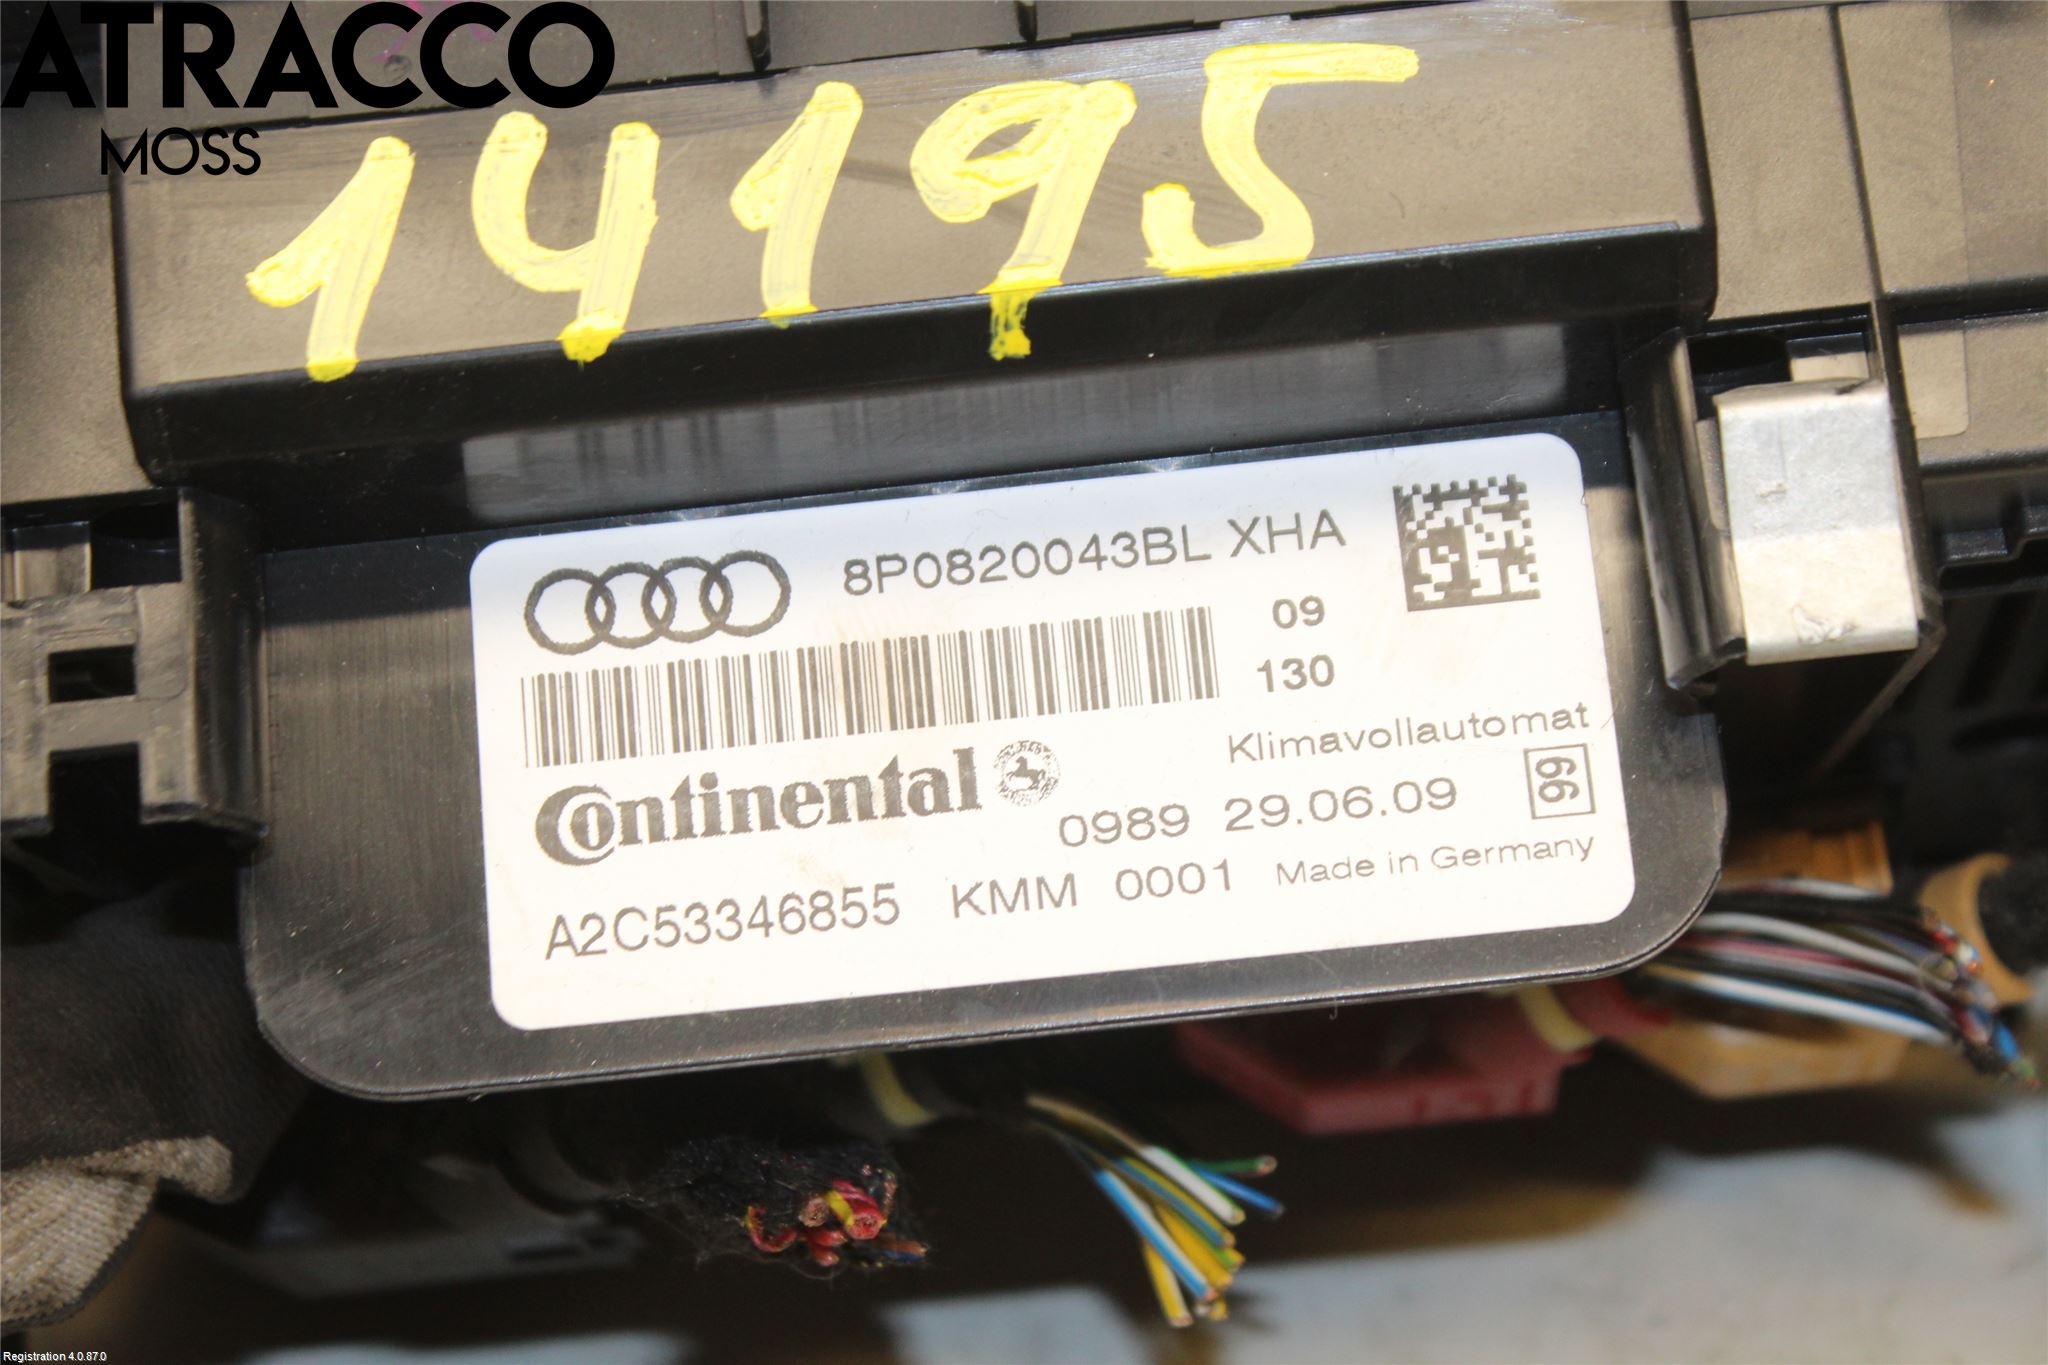 ATRACCO
MOSS
14195
8P0820043BL XHA
09
130
Klimavollautomat
Continental
0989 29.06.09
99
A2C53346855 KMM 0001 Made in Germany
Registration 4.0.87.0